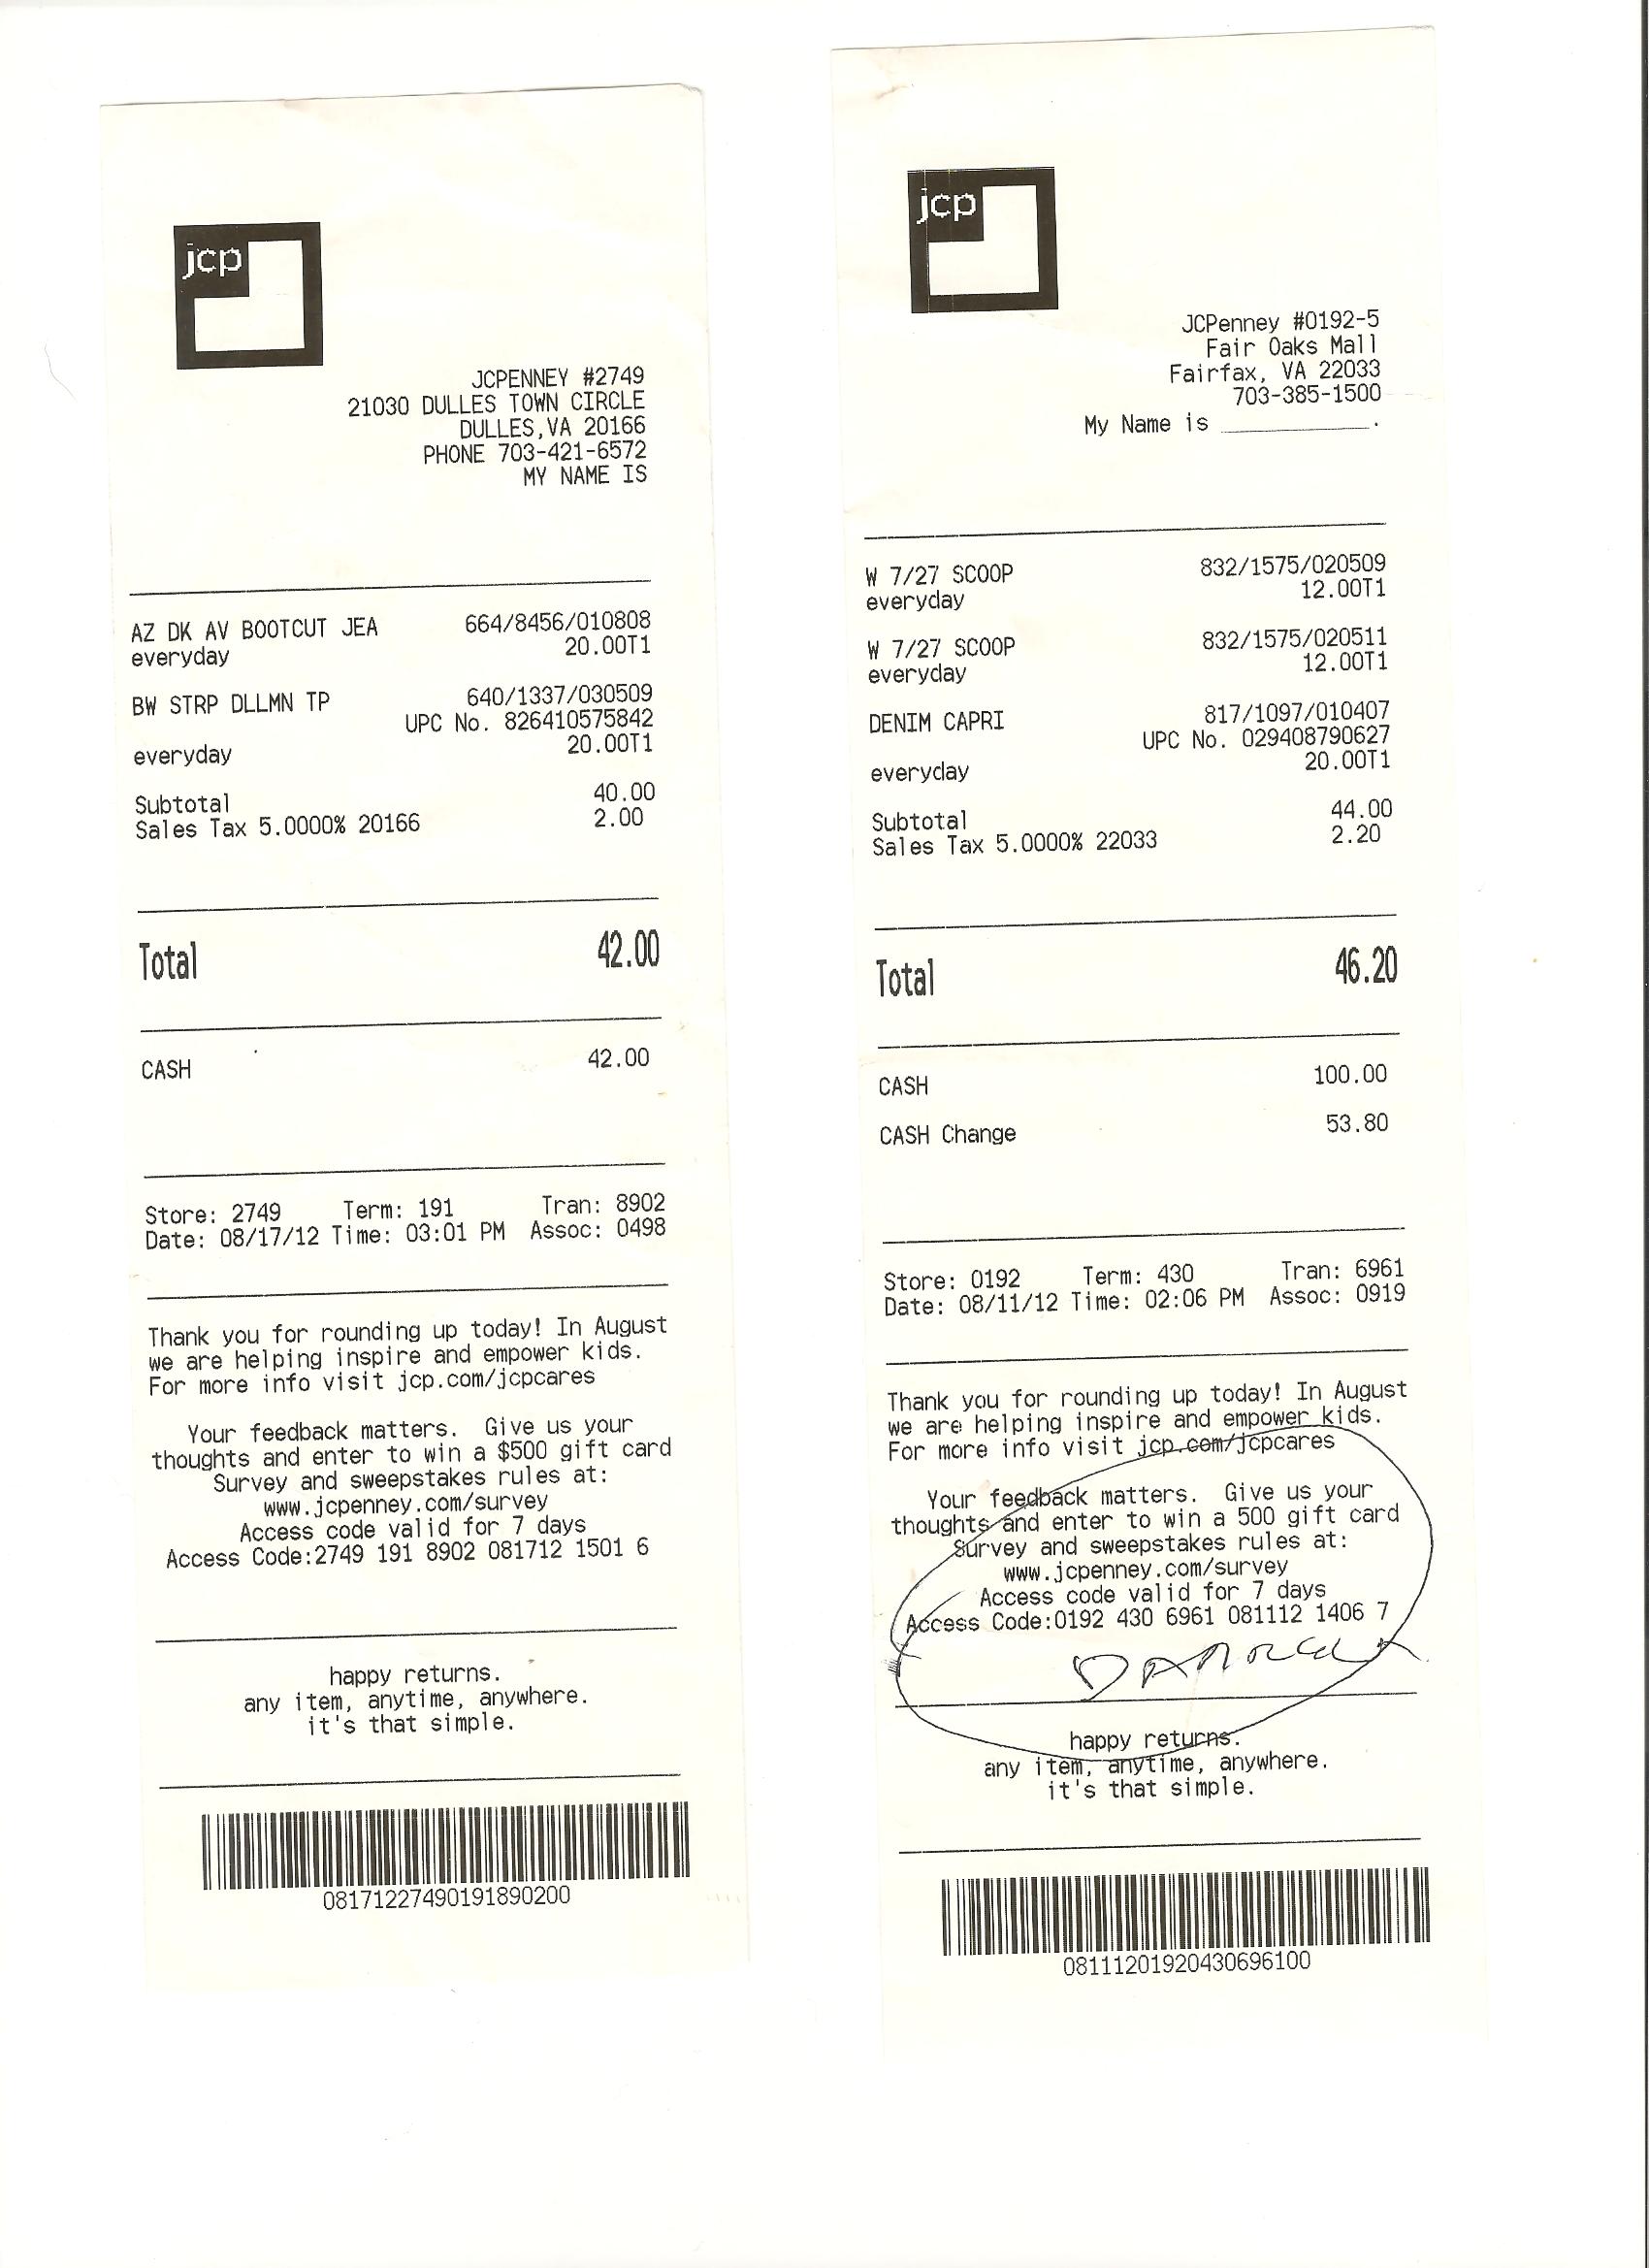 jcp
JCPENNEY #2749
21030 DULLES TOWN CIRCLE
DULLES,VA 20166
PHONE 703-421-6572
MY NAME IS
AZ DK AV BOOTCUT JEA 664/8456/010808
everyday 20.00T1
BW STRP DLLMN TP 640/1337/030509
UPC No. 826410575842
everyday 20.00T1
Subtotal 40.00
Sales Tax 5.0000% 20166 2.00
Total 42.00
CASH 42.00
Store: 2749 Term: 191 Tran: 8902
Date: 08/17/12 Time: 03:01 PM Assoc: 0498
Thank you for rounding up today! In August
we are helping inspire and empower kids.
For more info visit jcp.com/jcpcares
Your feedback matters. Give us your
thoughts and enter to win a $500 gift card
Survey and sweepstakes rules at:
www.jcpenney.com/survey
Access code valid for 7 days
Access Code:2749 191 8902 081712 1501 6
happy returns.
any item, anytime, anywhere.
it's that simple.
08171227490191890200
jcp
JCPenney #0192-5
Fair Oaks Mall
Fairfax, VA 22033
703-385-1500
My Name is ____________.
W 7/27 SCOOP 832/1575/020509
everyday 12.00T1
W 7/27 SCOOP 832/1575/020511
everyday 12.00T1
DENIM CAPRI 817/1097/010407
UPC No. 029408790627
everyday 20.00T1
Subtotal 44.00
Sales Tax 5.0000% 22033 2.20
Total 46.20
CASH 100.00
CASH Change 53.80
Store: 0192 Term: 430 Tran: 6961
Date: 08/11/12 Time: 02:06 PM Assoc: 0919
Thank you for rounding up today! In August
we are helping inspire and empower kids.
For more info visit jcp.com/jcpcares
Your feedback matters. Give us your
thoughts and enter to win a 500 gift card
Survey and sweepstakes rules at:
www.jcpenney.com/survey
Access code valid for 7 days
Access Code:0192 430 6961 081112 1406 7
happy returns.
any item, anytime, anywhere.
it's that simple.
08111201920430696100